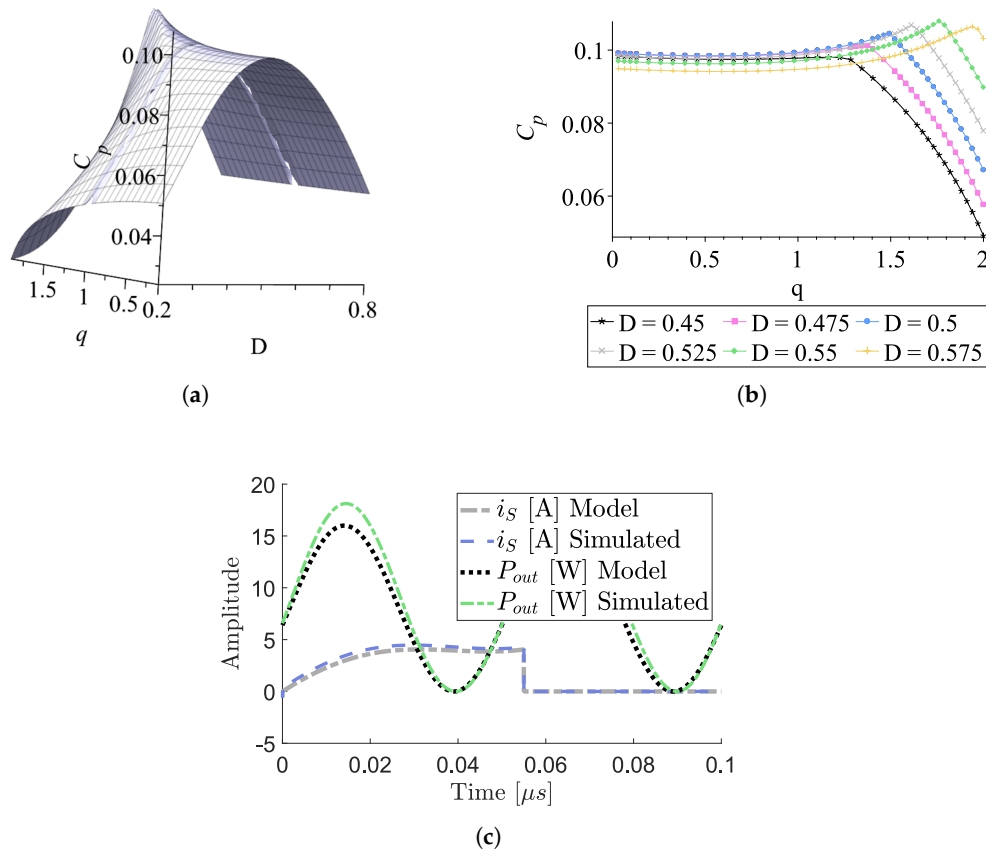 0.10
0.08
C_p
0.06
0.04
1.5
1
0.5
0.2
0.8
q
D
(a)
0.1
0.08
0.06
C_p
0
0.5
1
1.5
2
q
D = 0.45
D = 0.475
D = 0.5
D = 0.525
D = 0.55
D = 0.575
(b)
20
15
10
5
0
-5
Amplitude
i_S [A] Model
i_S [A] Simulated
P_out [W] Model
P_out [W] Simulated
0
0.02
0.04
0.06
0.08
0.1
Time [μs]
(c)